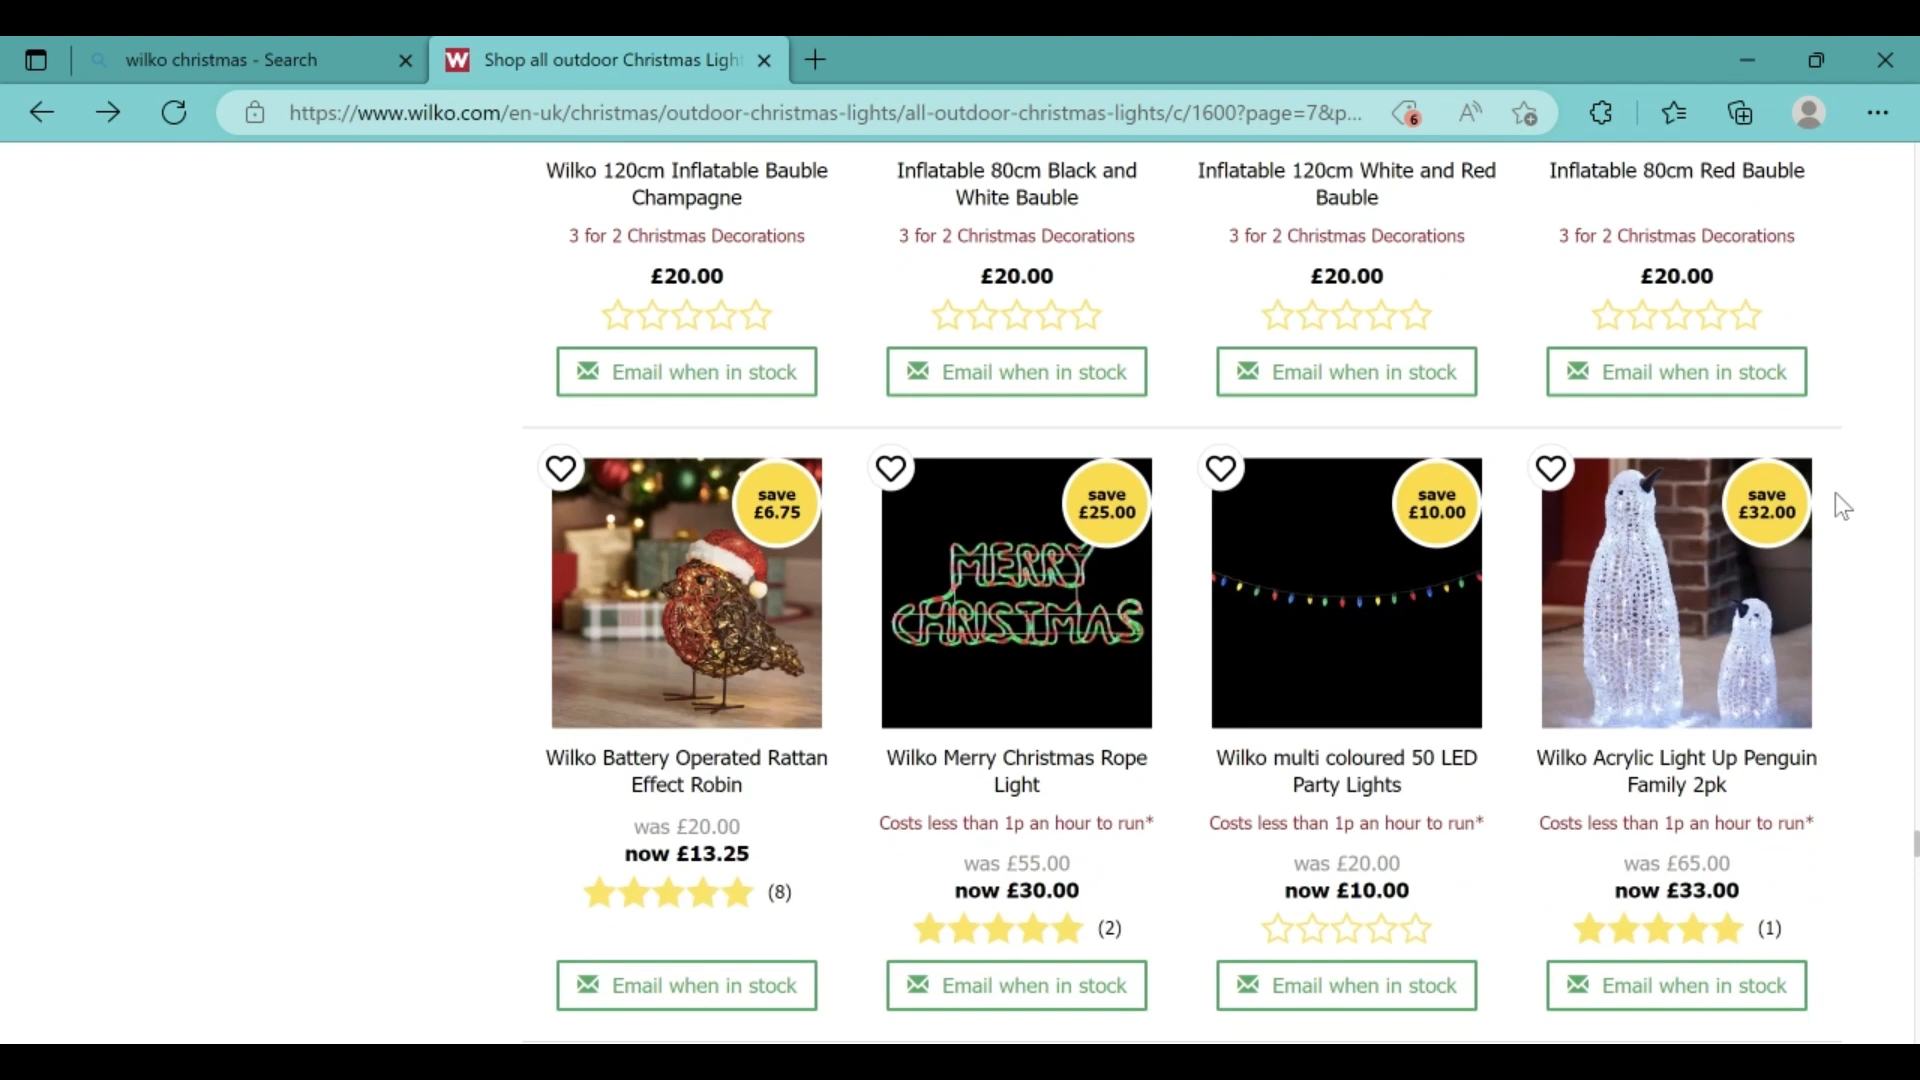 wilko christmas - Search
W
Shop all outdoor Christmas Ligh
https://www.wilko.com/en-uk/christmas/outdoor-christmas-lights/all-outdoor-christmas-lights/c/1600?page=7&p...
6
A
Wilko 120cm Inflatable Bauble
Champagne
3 for 2 Christmas Decorations
£20.00
Email when in stock
Inflatable 80cm Black and
White Bauble
3 for 2 Christmas Decorations
£20.00
Email when in stock
Inflatable 120cm White and Red
Bauble
3 for 2 Christmas Decorations
£20.00
Email when in stock
Inflatable 80cm Red Bauble
3 for 2 Christmas Decorations
£20.00
Email when in stock
save
£6.75
Wilko Battery Operated Rattan
Effect Robin
was £20.00
now £13.25
(8)
Email when in stock
save
£25.00
MERRY
CHRISTMAS
Wilko Merry Christmas Rope
Light
Costs less than 1p an hour to run*
was £55.00
now £30.00
(2)
Email when in stock
save
£10.00
Wilko multi coloured 50 LED
Party Lights
Costs less than 1p an hour to run*
was £20.00
now £10.00
Email when in stock
save
£32.00
Wilko Acrylic Light Up Penguin
Family 2pk
Costs less than 1p an hour to run*
was £65.00
now £33.00
(1)
Email when in stock